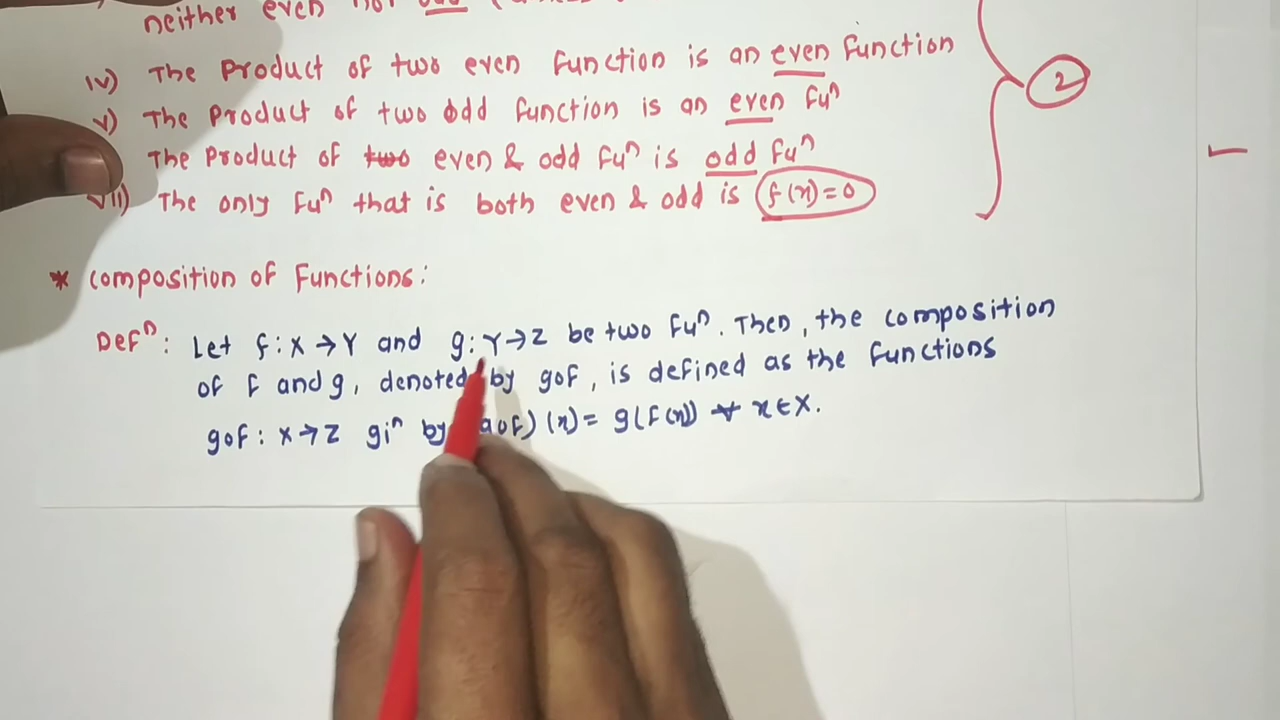 neither even nor odd
iv) The product of two even function is an even function
v) The product of two odd function is an even fuⁿ
The product of two even & odd fuⁿ is odd fuⁿ
vii) The only fuⁿ that is both even & odd is f(x)=0
2
* composition of functions:
Defⁿ: Let f:X→Y and g:Y→Z be two fuⁿ. Then, the composition
of f and g, denoted by gof, is defined as the functions
gof: X→Z giⁿ by (gof)(x)= g(f(x)) ∀ x∈X.